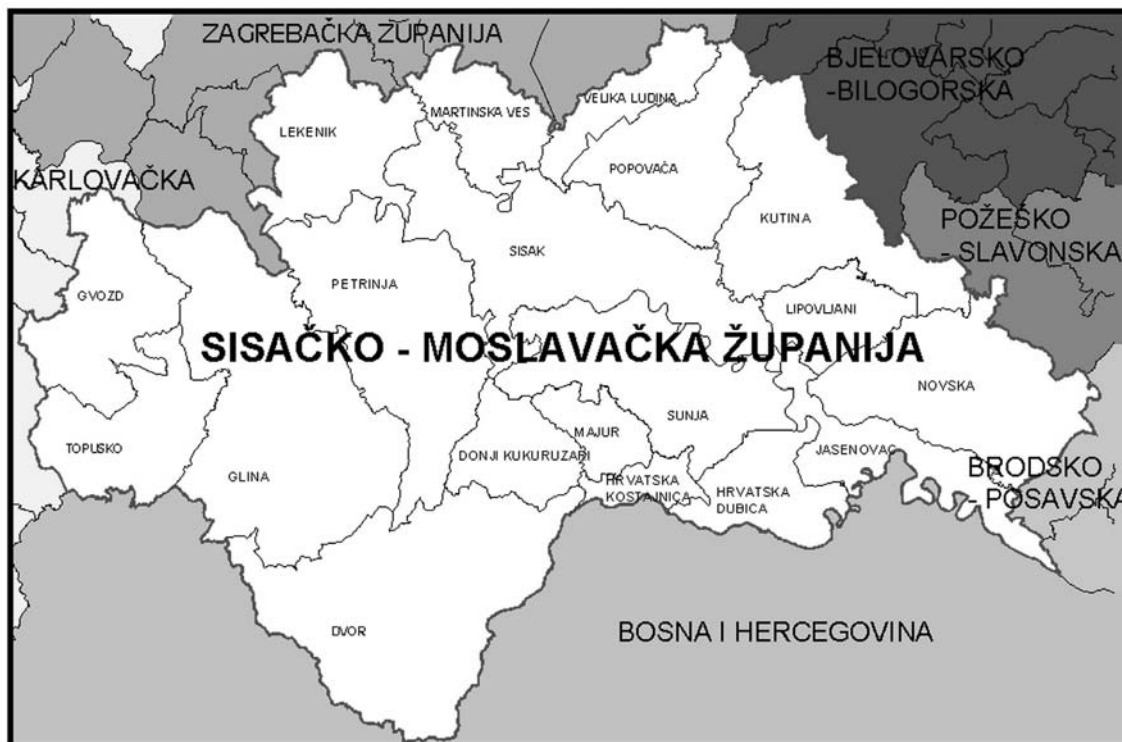 ZAGREBAČKA ŽUPANIJA
BJELOVARSKO
-BILOGORSKA
VELIKA LUDINA
MARTINSKA VES
LEKENIK
POPOVAČA
KARLOVAČKA
KUTINA
POŽEŠKO
- SLAVONSKA
SISAK
PETRINJA
GVOZD
LIPOVLJANI
SISAČKO - MOSLAVAČKA ŽUPANIJA
NOVSKA
SUNJA
MAJUR
TOPUSKO
DONJI KUKURUZARI
JASENOVAC
GLINA
HRVATSKA
KOSTAJNICA
HRVATSKA
DUBICA
BRODSKO
- POSAVSKA
DVOR
BOSNA I HERCEGOVINA